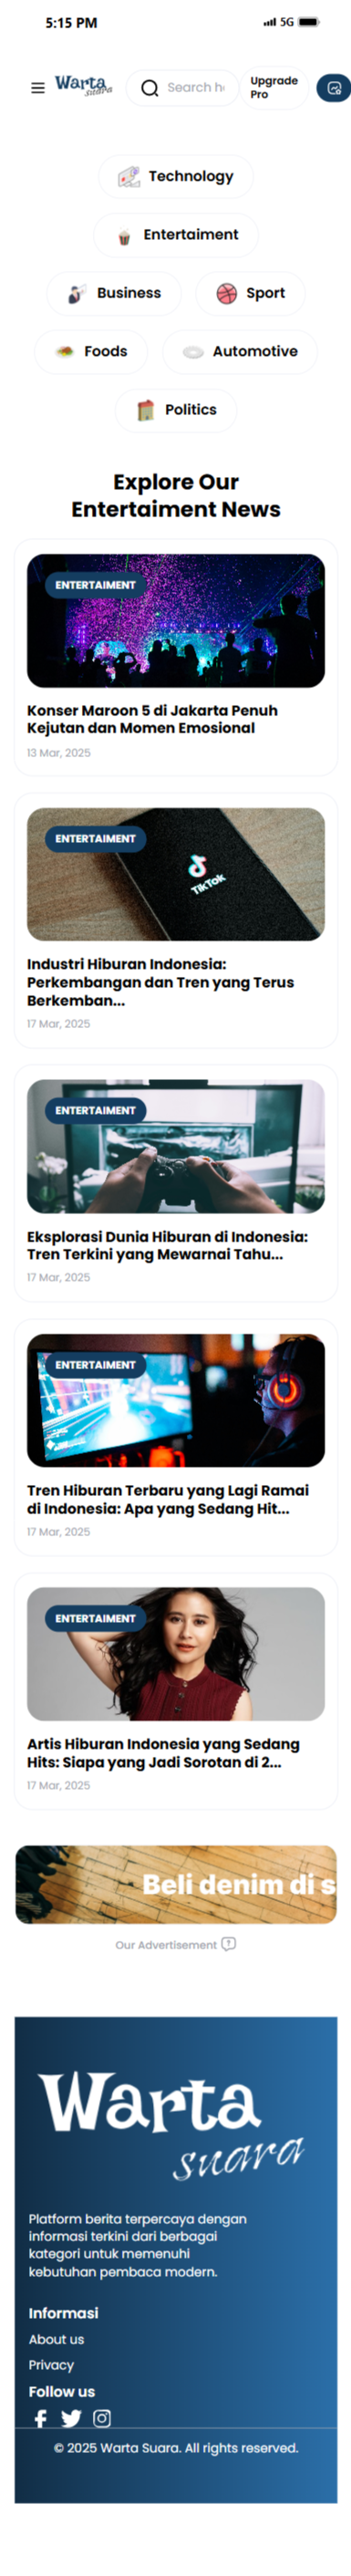 5:15 PM
5G
Warta
suara
Search h
Upgrade
Pro
Technology
Entertaiment
Business
Sport
Foods
Automotive
Politics
Explore Our
Entertaiment News
ENTERTAIMENT
Konser Maroon 5 di Jakarta Penuh
Kejutan dan Momen Emosional
13 Mar, 2025
ENTERTAIMENT
TikTok
Industri Hiburan Indonesia:
Perkembangan dan Tren yang Terus
Berkemban...
17 Mar, 2025
ENTERTAIMENT
Eksplorasi Dunia Hiburan di Indonesia:
Tren Terkini yang Mewarnai Tahu...
17 Mar, 2025
ENTERTAIMENT
Tren Hiburan Terbaru yang Lagi Ramai
di Indonesia: Apa yang Sedang Hit...
17 Mar, 2025
ENTERTAIMENT
Artis Hiburan Indonesia yang Sedang
Hits: Siapa yang Jadi Sorotan di 2...
17 Mar, 2025
Beli denim di s
Our Advertisement
Warta
suara
Platform berita terpercaya dengan
informasi terkini dari berbagai
kategori untuk memenuhi
kebutuhan pembaca modern.
Informasi
About us
Privacy
Follow us
© 2025 Warta Suara. All rights reserved.